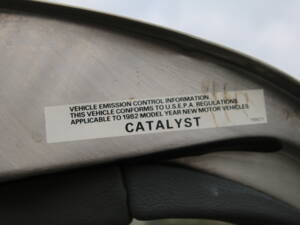 VEHICLE EMISSION CONTROL INFORMATION
THIS VEHICLE CONFORMS TO U.S.E.P.A. REGULATIONS
APPLICABLE TO 1982 MODEL YEAR NEW MOTOR VEHICLES
CATALYST